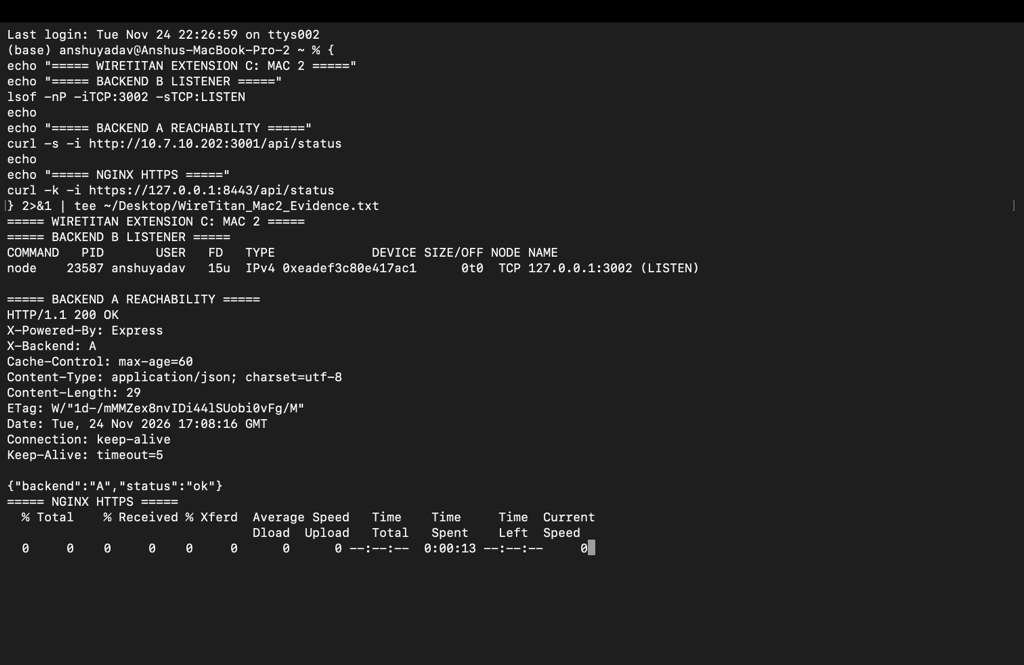 Last login: Tue Nov 24 22:26:59 on ttys002
(base) anshuyadav@Anshus-MacBook-Pro-2 ~ % {
echo "===== WIRETITAN EXTENSION C: MAC 2 ====="
echo "===== BACKEND B LISTENER ====="
lsof -nP -iTCP:3002 -sTCP:LISTEN
echo
echo "===== BACKEND A REACHABILITY ====="
curl -s -i http://10.7.10.202:3001/api/status
echo
echo "===== NGINX HTTPS ====="
curl -k -i https://127.0.0.1:8443/api/status
} 2>&1 | tee ~/Desktop/WireTitan_Mac2_Evidence.txt
===== WIRETITAN EXTENSION C: MAC 2 =====
===== BACKEND B LISTENER =====
COMMAND   PID       USER   FD   TYPE             DEVICE SIZE/OFF NODE NAME
node    23587 anshuyadav   15u  IPv4 0xeadef3c80e417ac1      0t0  TCP 127.0.0.1:3002 (LISTEN)

===== BACKEND A REACHABILITY =====
HTTP/1.1 200 OK
X-Powered-By: Express
X-Backend: A
Cache-Control: max-age=60
Content-Type: application/json; charset=utf-8
Content-Length: 29
ETag: W/"1d-/mMMZex8nvIDi44lSUobi0vFg/M"
Date: Tue, 24 Nov 2026 17:08:16 GMT
Connection: keep-alive
Keep-Alive: timeout=5

{"backend":"A","status":"ok"}
===== NGINX HTTPS =====
  % Total    % Received % Xferd  Average Speed   Time    Time     Time  Current
                                 Dload  Upload   Total   Spent    Left  Speed
  0     0    0     0    0     0      0      0 --:--:--  0:00:13 --:--:--     0